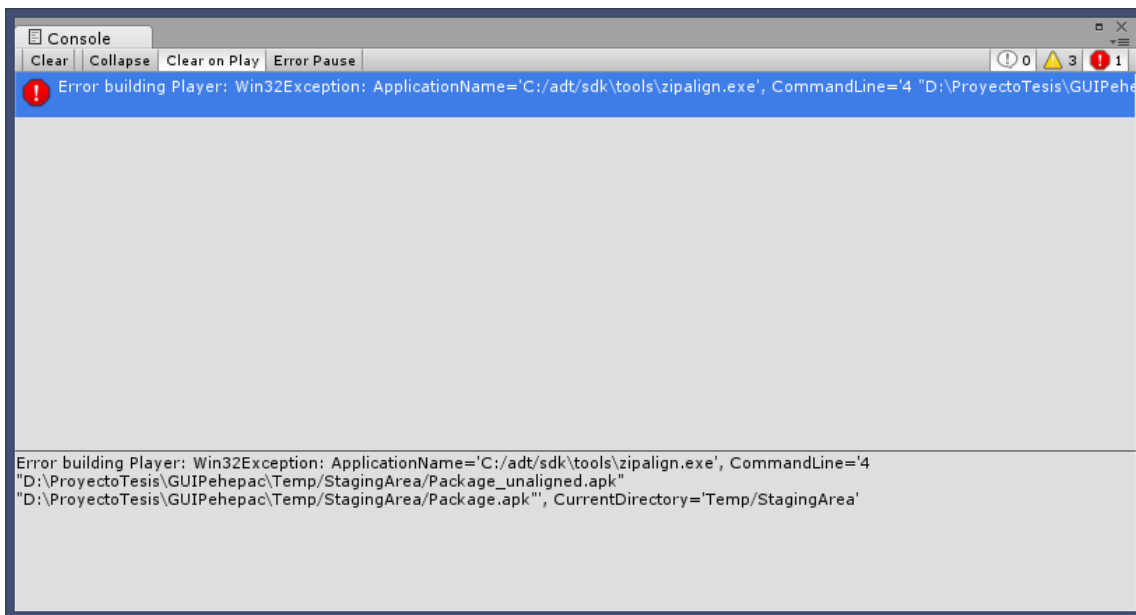 Console
Clear Collapse Clear on Play Error Pause 0 3 1
Error building Player: Win32Exception: ApplicationName='C:/adt/sdk\tools\zipalign.exe', CommandLine='4 "D:\ProyectoTesis\GUIPehe
Error building Player: Win32Exception: ApplicationName='C:/adt/sdk\tools\zipalign.exe', CommandLine='4
"D:\ProyectoTesis\GUIPehepac\Temp/StagingArea/Package_unaligned.apk"
"D:\ProyectoTesis\GUIPehepac\Temp/StagingArea/Package.apk"', CurrentDirectory='Temp/StagingArea'